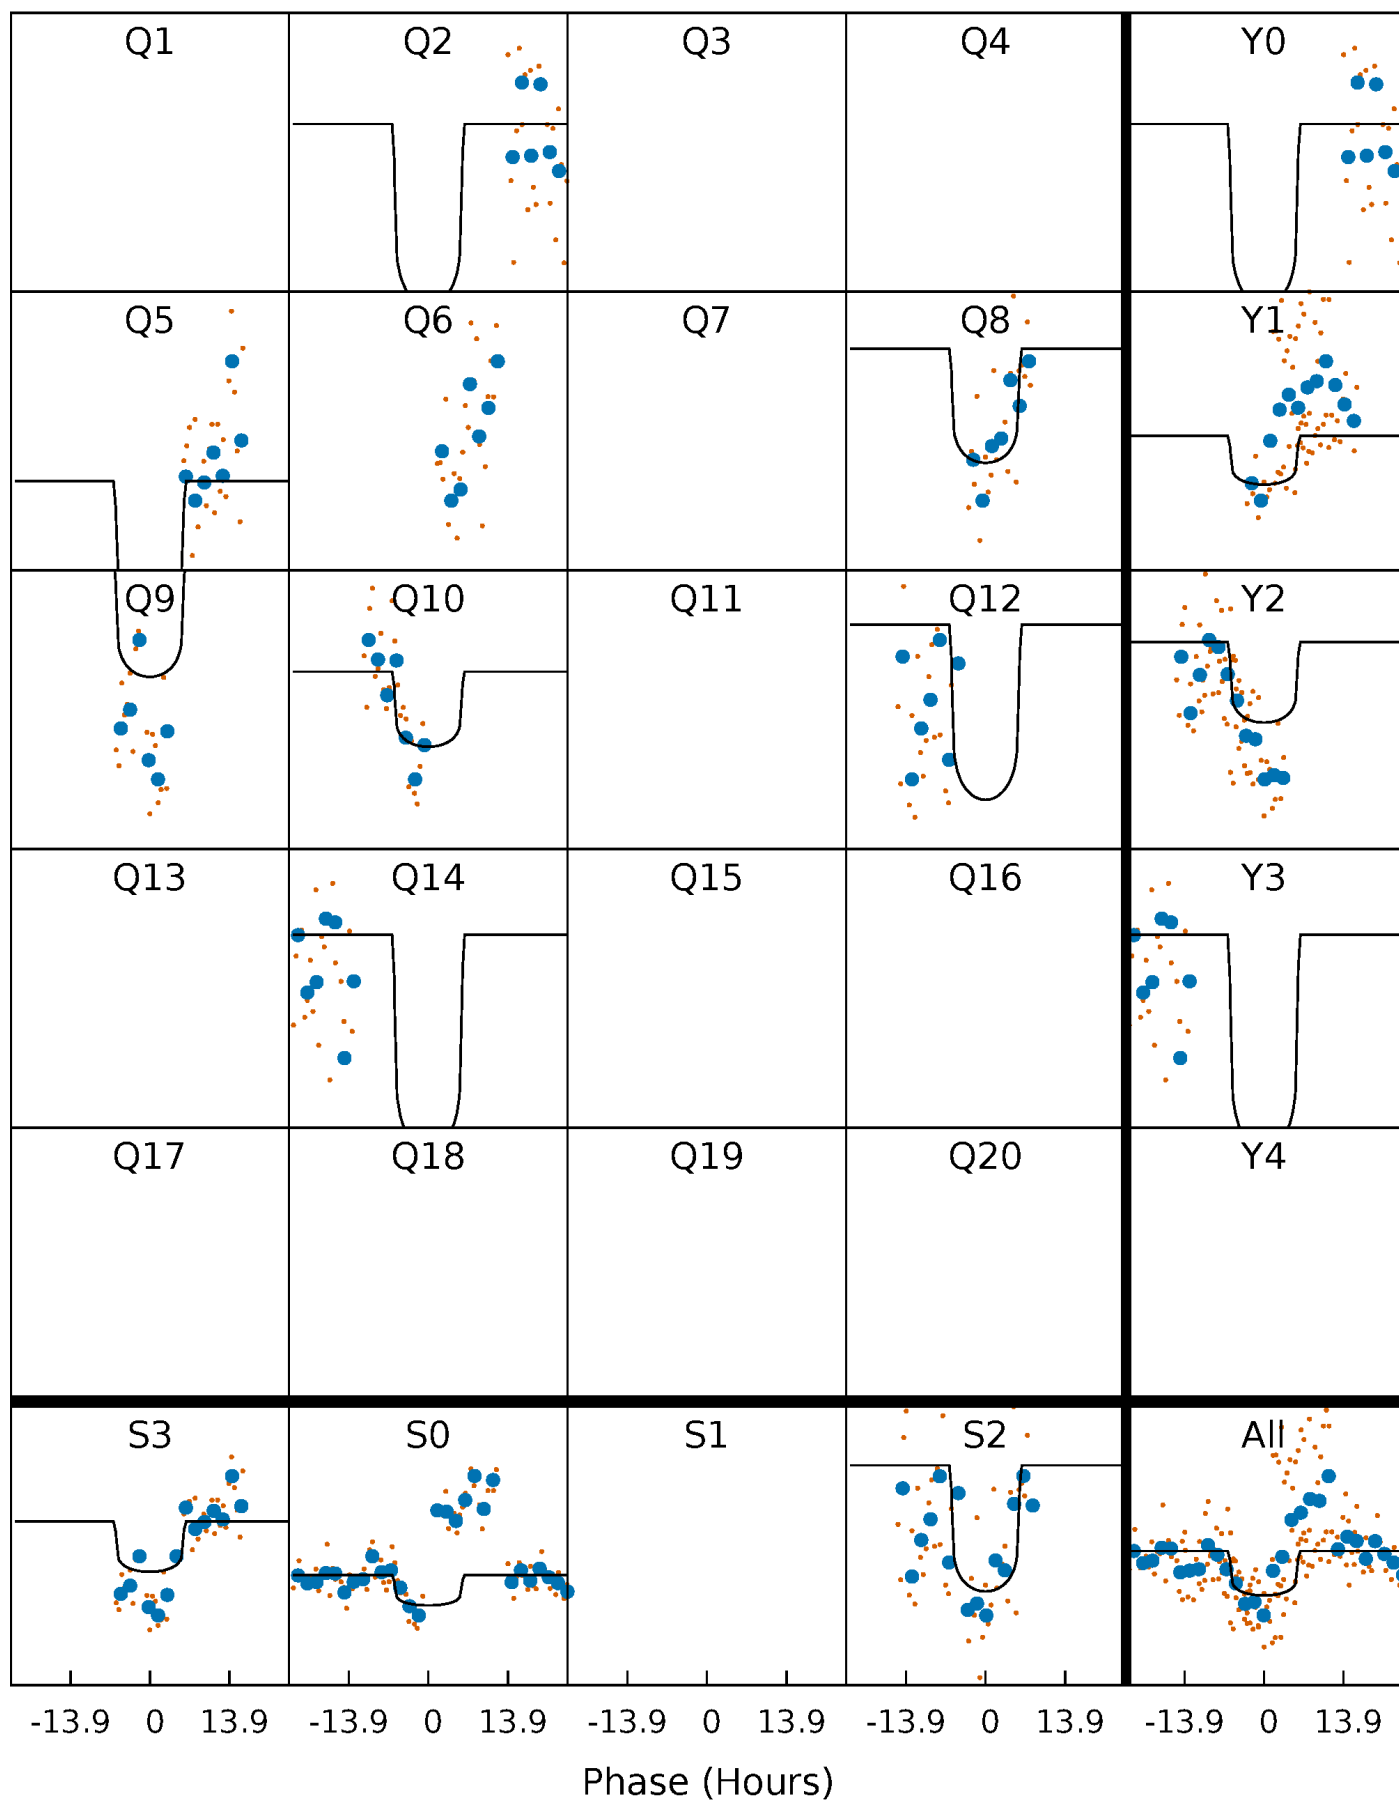 Q1 Q2 Q3 Q4 Y0
Q5 Q6 Q7 Q8 Y1
Q9 Q10 Q11 Q12 Y2
Q13 Q14 Q15 Q16 Y3
Q17 Q18 Q19 Q20 Y4
S3 S0 S1 S2 All
-13.9 0 13.9 -13.9 0 13.9 -13.9 0 13.9 -13.9 0 13.9 -13.9 0 13.9
Phase (Hours)